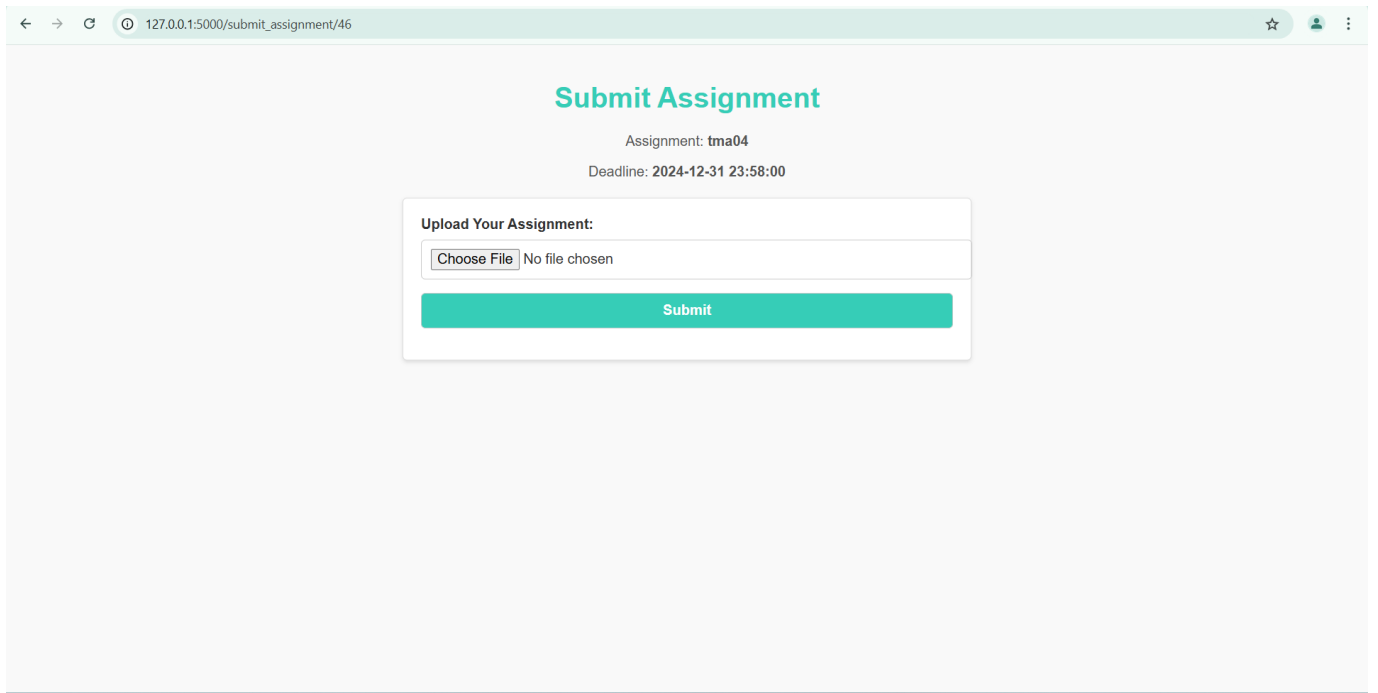 127.0.0.1:5000/submit_assignment/46
Submit Assignment
Assignment: tma04
Deadline: 2024-12-31 23:58:00
Upload Your Assignment:
Choose File No file chosen
Submit